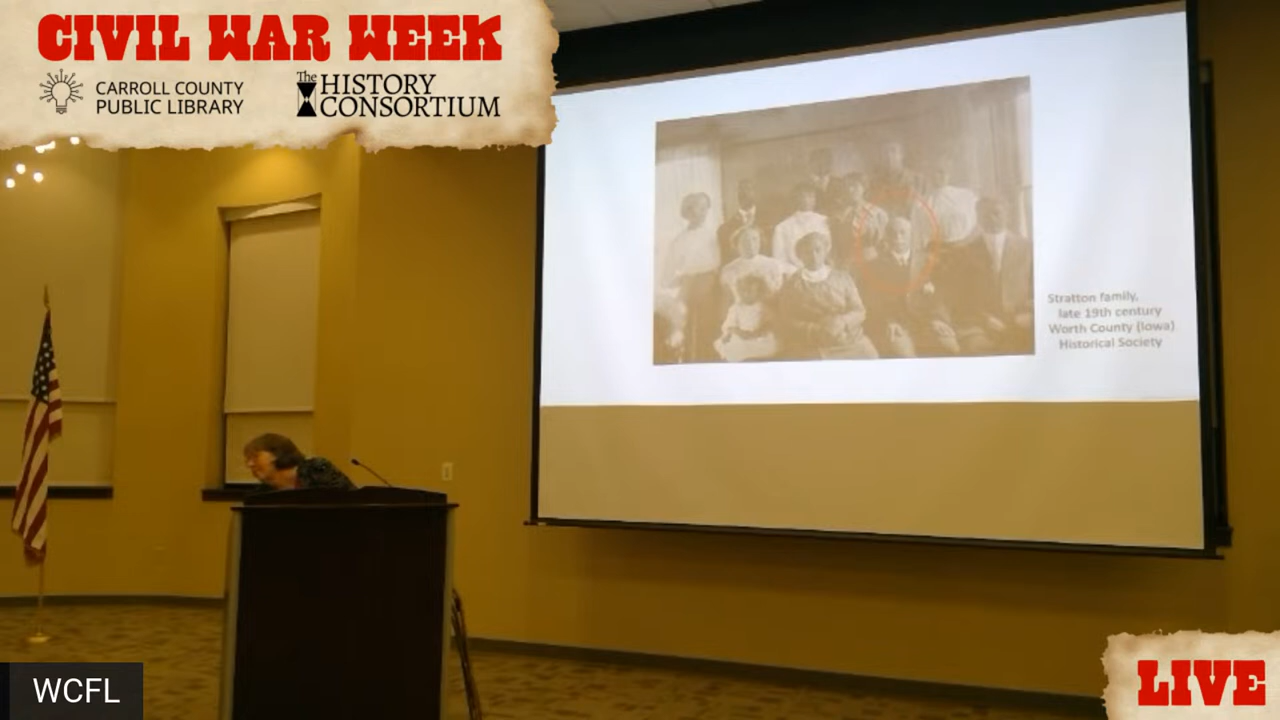 CIVIL WAR WEEK
CARROLL COUNTY
PUBLIC LIBRARY
The HISTORY
CONSORTIUM
Stratton family,
late 19th century
Worth County (Iowa)
Historical Society
WCFL
LIVE